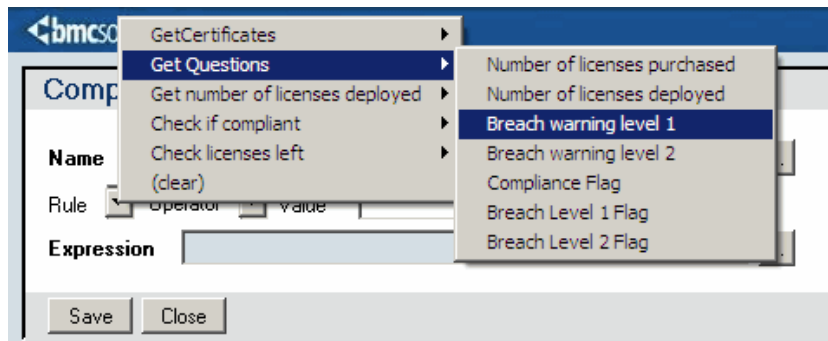 bmcso
GetCertificates
Get Questions
Get number of licenses deployed
Check if compliant
Check licenses left
(clear)
Number of licenses purchased
Number of licenses deployed
Breach warning level 1
Breach warning level 2
Compliance Flag
Breach Level 1 Flag
Breach Level 2 Flag
Comp
Name
Rule Operator Value
Expression
Save Close